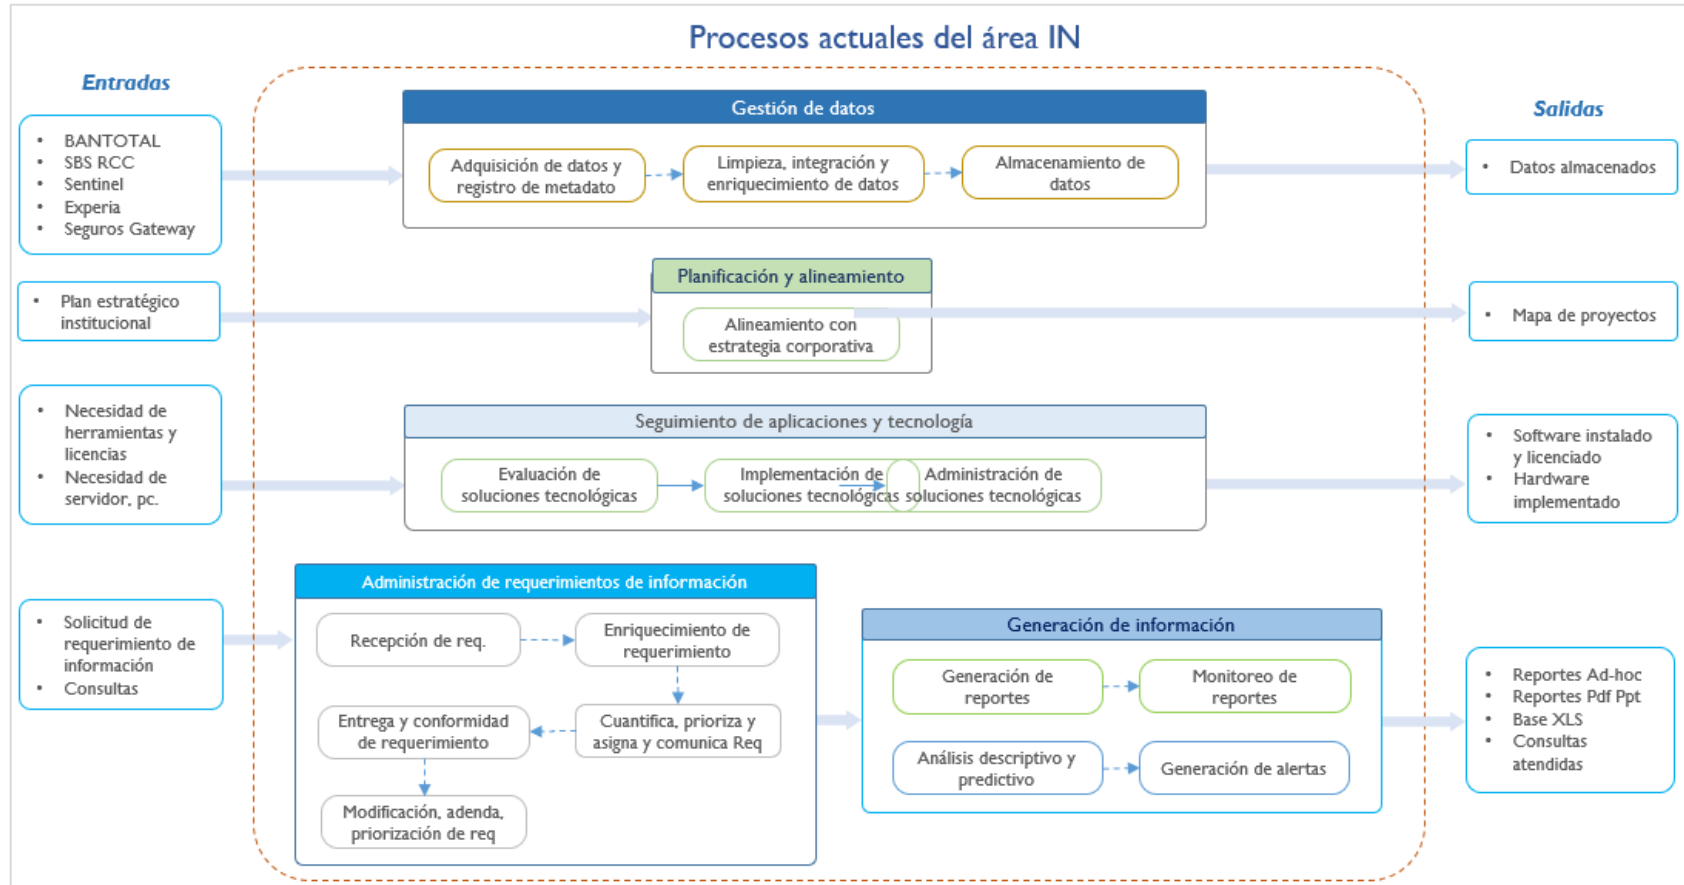 Procesos actuales del área IN
Entradas
• BANTOTAL
• SBS RCC
• Sentinel
• Experia
• Seguros Gateway
Gestión de datos
Adquisición de datos y
registro de metadato
Limpieza, integración y
enriquecimiento de datos
Almacenamiento de
datos
Salidas
• Datos almacenados
• Plan estratégico
institucional
Planificación y alineamiento
Alineamiento con
estrategia corporativa
• Mapa de proyectos
• Necesidad de
herramientas y
licencias
• Necesidad de
servidor, pc.
Seguimiento de aplicaciones y tecnología
Evaluación de
soluciones tecnológicas
Implementación de
soluciones tecnológicas
Administración de
soluciones tecnológicas
• Software instalado
y licenciado
• Hardware
implementado
• Solicitud de
requerimiento de
información
• Consultas
Administración de requerimientos de información
Recepción de req.
Enriquecimiento de
requerimiento
Entrega y conformidad
de requerimiento
Cuantifica, prioriza y
asigna y comunica Req
Modificación, adenda,
priorización de req
Generación de información
Generación de
reportes
Monitoreo de
reportes
Análisis descriptivo y
predictivo
Generación de alertas
• Reportes Ad-hoc
• Reportes Pdf Ppt
• Base XLS
• Consultas
atendidas